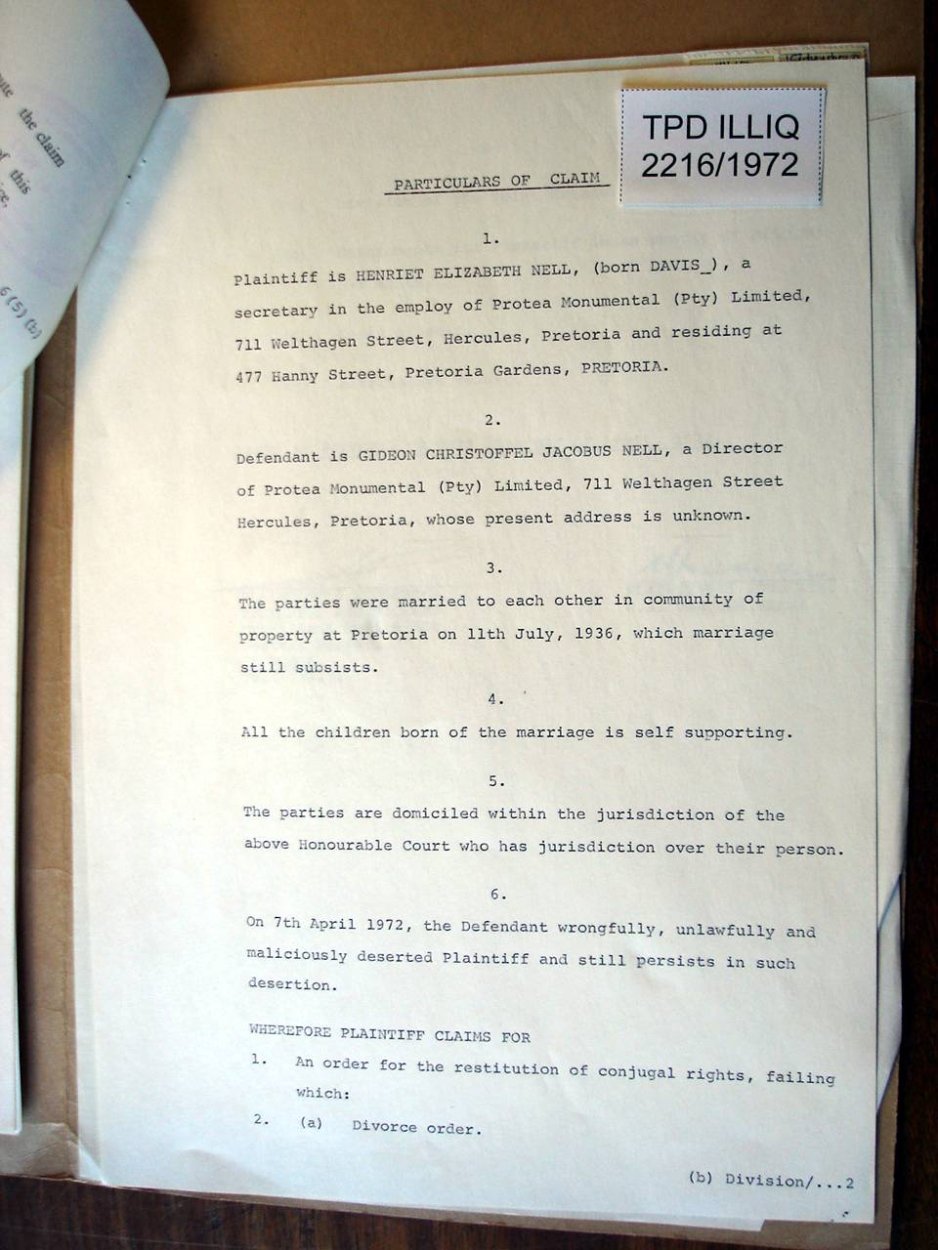 the claim
of this
6(5)(b)
TPD ILLIQ
2216/1972
PARTICULARS OF CLAIM
1.
Plaintiff is HENRIET ELIZABETH NELL, (born DAVIS_), a
secretary in the employ of Protea Monumental (Pty) Limited,
711 Welthagen Street, Hercules, Pretoria and residing at
477 Hanny Street, Pretoria Gardens, PRETORIA.
2.
Defendant is GIDEON CHRISTOFFEL JACOBUS NELL, a Director
of Protea Monumental (Pty) Limited, 711 Welthagen Street
Hercules, Pretoria, whose present address is unknown.
3.
The parties were married to each other in community of
property at Pretoria on 11th July, 1936, which marriage
still subsists.
4.
All the children born of the marriage is self supporting.
5.
The parties are domiciled within the jurisdiction of the
above Honourable Court who has jurisdiction over their person.
6.
On 7th April 1972, the Defendant wrongfully, unlawfully and
maliciously deserted Plaintiff and still persists in such
desertion.
WHEREFORE PLAINTIFF CLAIMS FOR
1. An order for the restitution of conjugal rights, failing
which:
2. (a) Divorce order.
(b) Division/...2